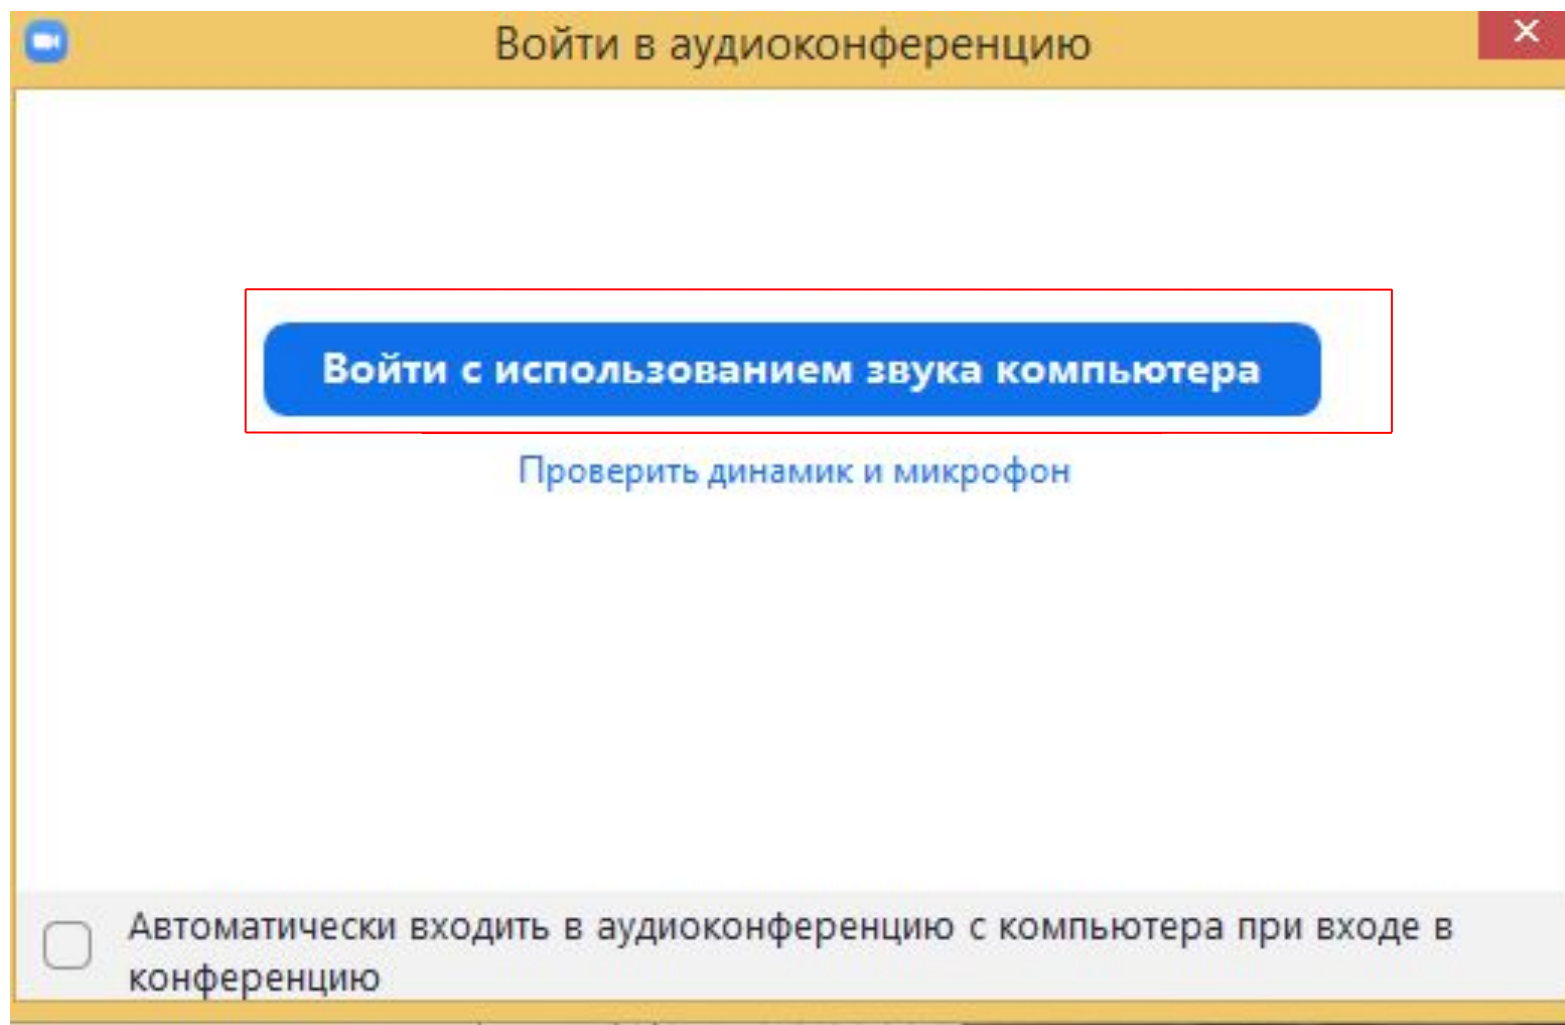 Войти в аудиоконференцию
Войти с использованием звука компьютера
Проверить динамик и микрофон
Автоматически входить в аудиоконференцию с компьютера при входе в
конференцию